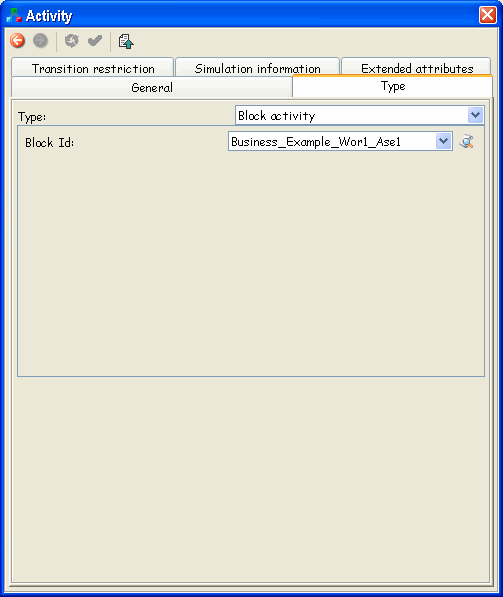 Activity
Transition restriction Simulation information Extended attributes
General Type
Type: Block activity
Block Id: Business_Example_Wor1_Ase1